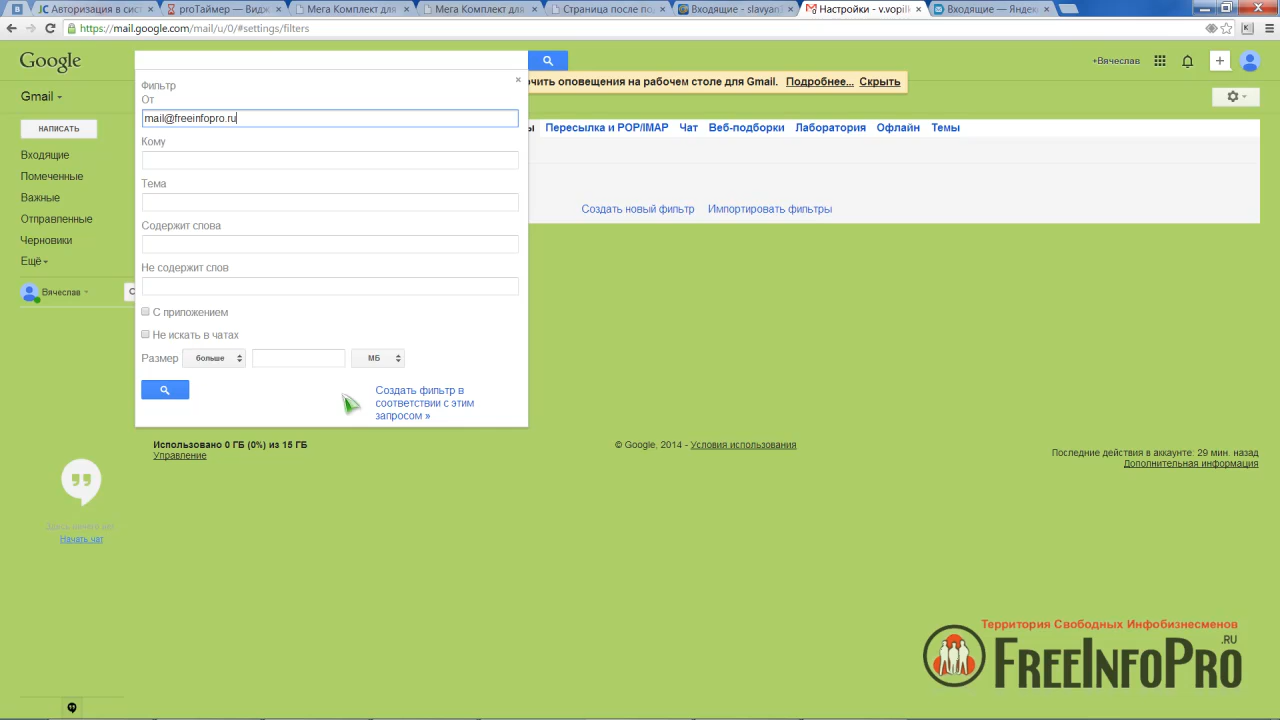 JC Авторизация в сист
proТаймер — Видж
Мега Комплект для
Мега Комплект для
Страница после по
Входящие - slavyan
Настройки - v.vopil
Входящие — Яндек
https://mail.google.com/mail/u/0/#settings/filters
Google
+Вячеслав
чить оповещения на рабочем столе для Gmail. Подробнее... Скрыть
Gmail
НАПИСАТЬ
Входящие
Помеченные
Важные
Отправленные
Черновики
Ещё
Вячеслав
Фильтр
От
mail@freeinfopro.ru
Кому
Тема
Содержит слова
Не содержит слов
С приложением
Не искать в чатах
Размер больше МБ
Создать фильтр в
соответствии с этим
запросом »
ы Пересылка и POP/IMAP Чат Веб-подборки Лаборатория Офлайн Темы
Создать новый фильтр Импортировать фильтры
Использовано 0 ГБ (0%) из 15 ГБ
Управление
© Google, 2014 - Условия использования
Последние действия в аккаунте: 29 мин. назад
Дополнительная информация
Здесь ничего нет
Начать чат
Территория Свободных Инфобизнесменов
FREEINFOPRO
.RU